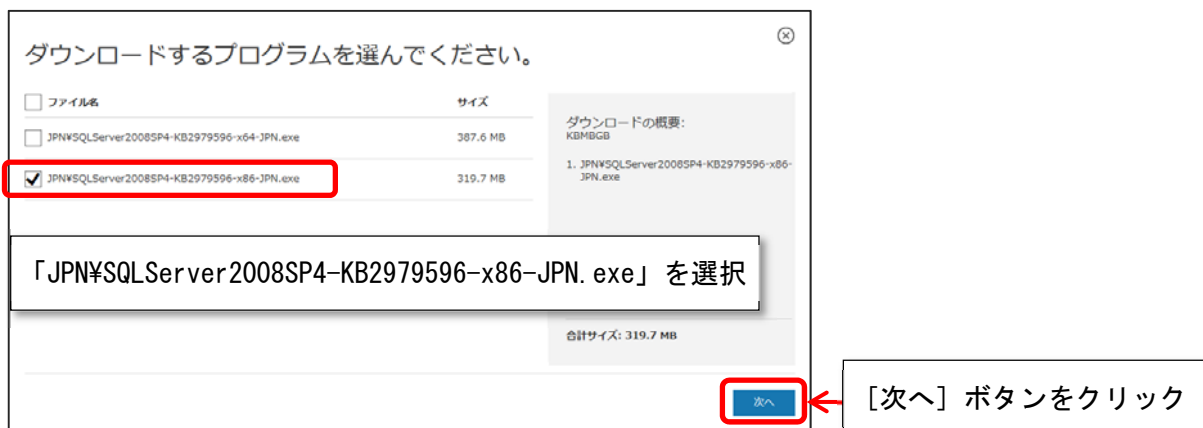 ダウンロードするプログラムを選んでください。
ファイル名 サイズ
JPN¥SQLServer2008SP4-KB2979596-x64-JPN.exe 387.6 MB
JPN¥SQLServer2008SP4-KB2979596-x86-JPN.exe 319.7 MB
ダウンロードの概要:
KBMBGB
1. JPN¥SQLServer2008SP4-KB2979596-x86-
JPN.exe
「JPN¥SQLServer2008SP4-KB2979596-x86-JPN.exe」を選択
合計サイズ: 319.7 MB
次へ
［次へ］ボタンをクリック